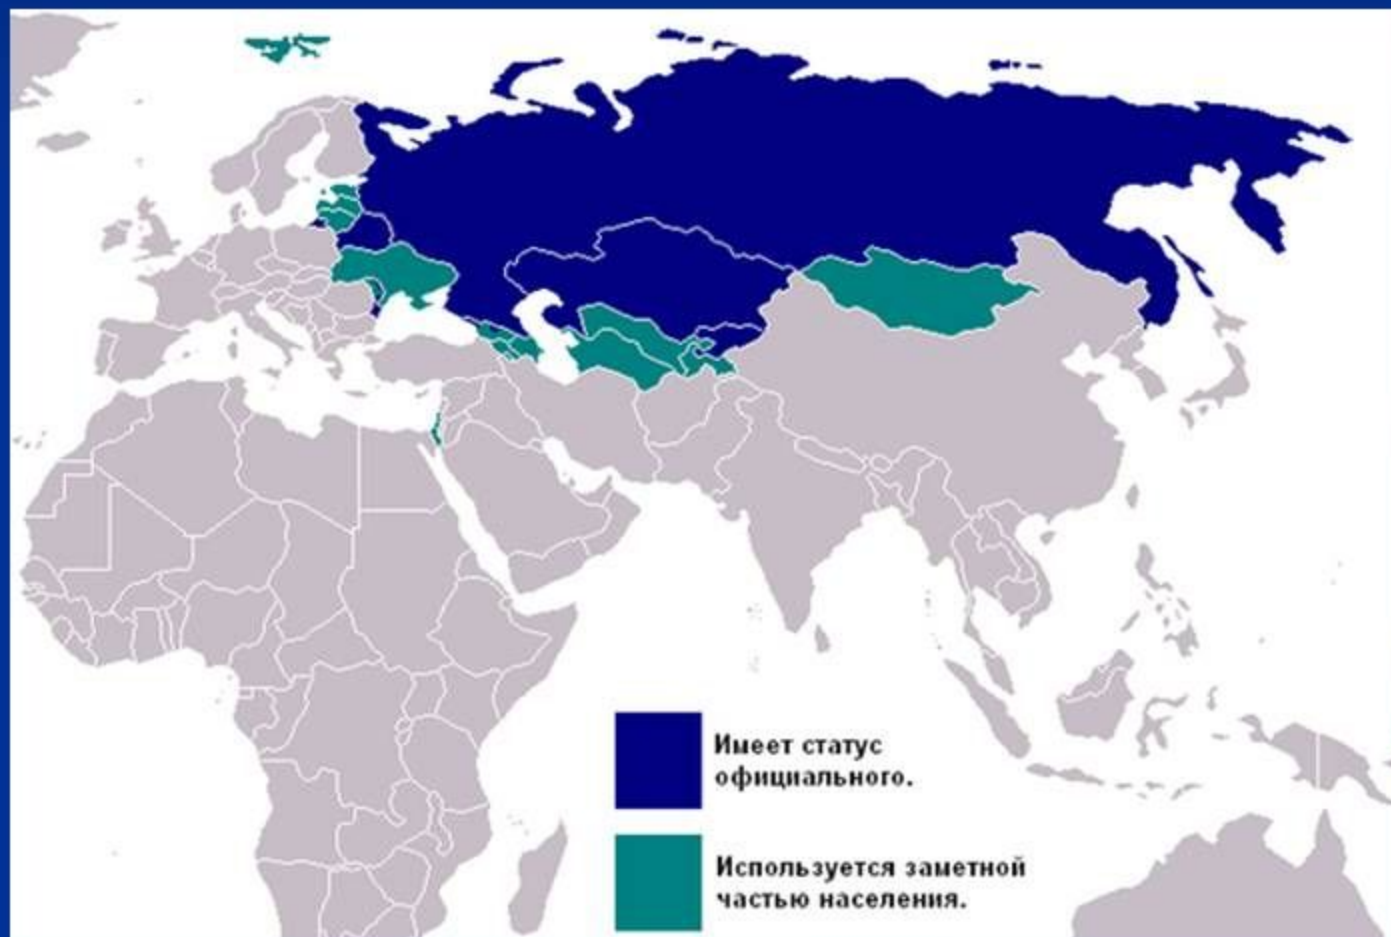 Имеет статус
официального.
Используется заметной
частью населения.